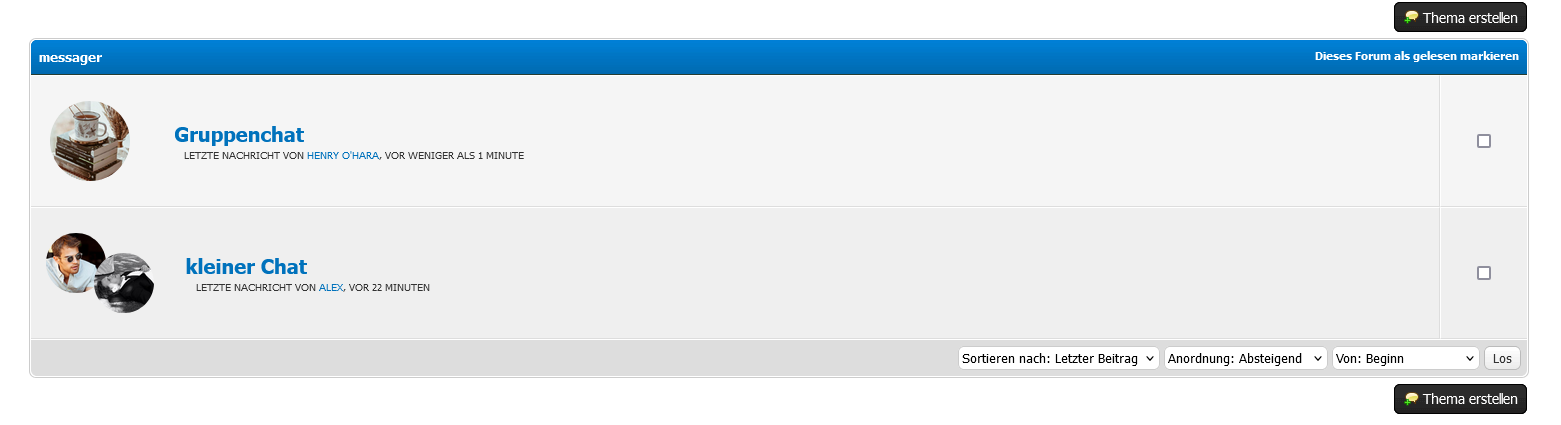 Thema erstellen
messager
Dieses Forum als gelesen markieren
Gruppenchat
LETZTE NACHRICHT VON HENRY O'HARA, VOR WENIGER ALS 1 MINUTE
kleiner Chat
LETZTE NACHRICHT VON ALEX, VOR 22 MINUTEN
Sortieren nach: Letzter Beitrag Anordnung: Absteigend Von: Beginn Los
Thema erstellen